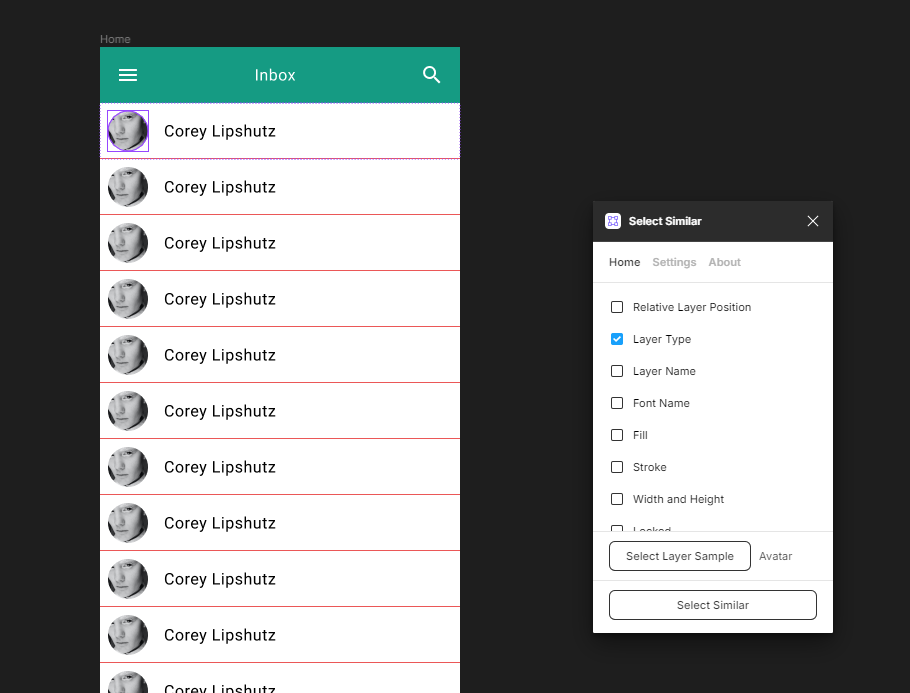 Home
Inbox
Corey Lipshutz
Corey Lipshutz
Corey Lipshutz
Corey Lipshutz
Corey Lipshutz
Corey Lipshutz
Corey Lipshutz
Corey Lipshutz
Corey Lipshutz
Corey Lipshutz
Corey Lipshutz
Select Similar
Home Settings About
Relative Layer Position
Layer Type
Layer Name
Font Name
Fill
Stroke
Width and Height
Locked
Select Layer Sample Avatar
Select Similar